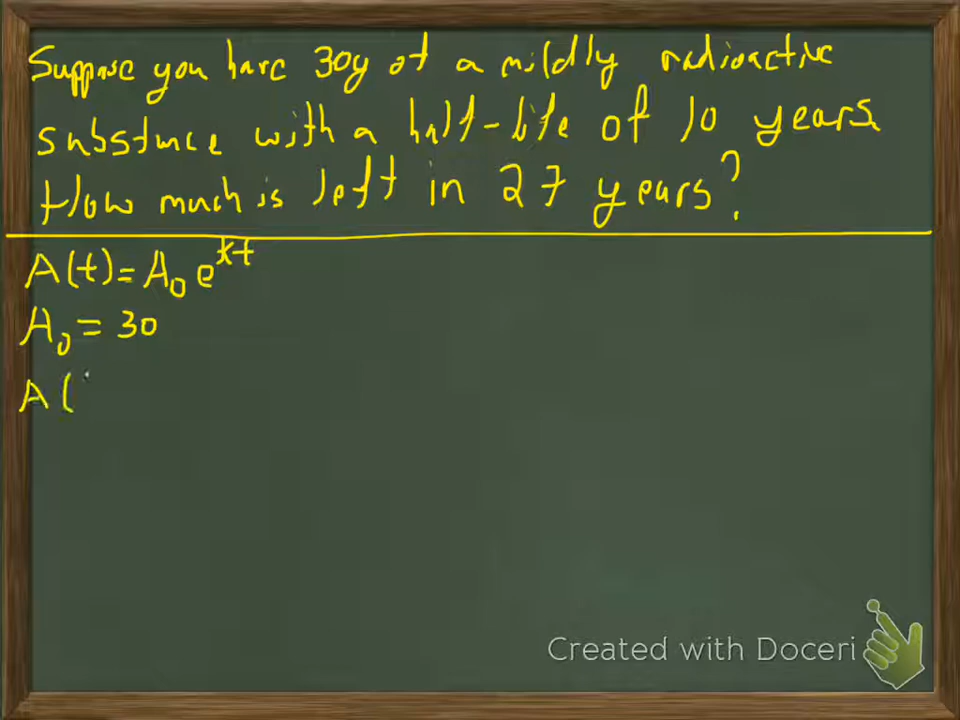 Suppose you have 30g of a mildly radioactive
substance with a half-life of 10 years
How much is left in 27 years?
A(t) = A₀ e^kt
A₀ = 30
A (
Created with Doceri